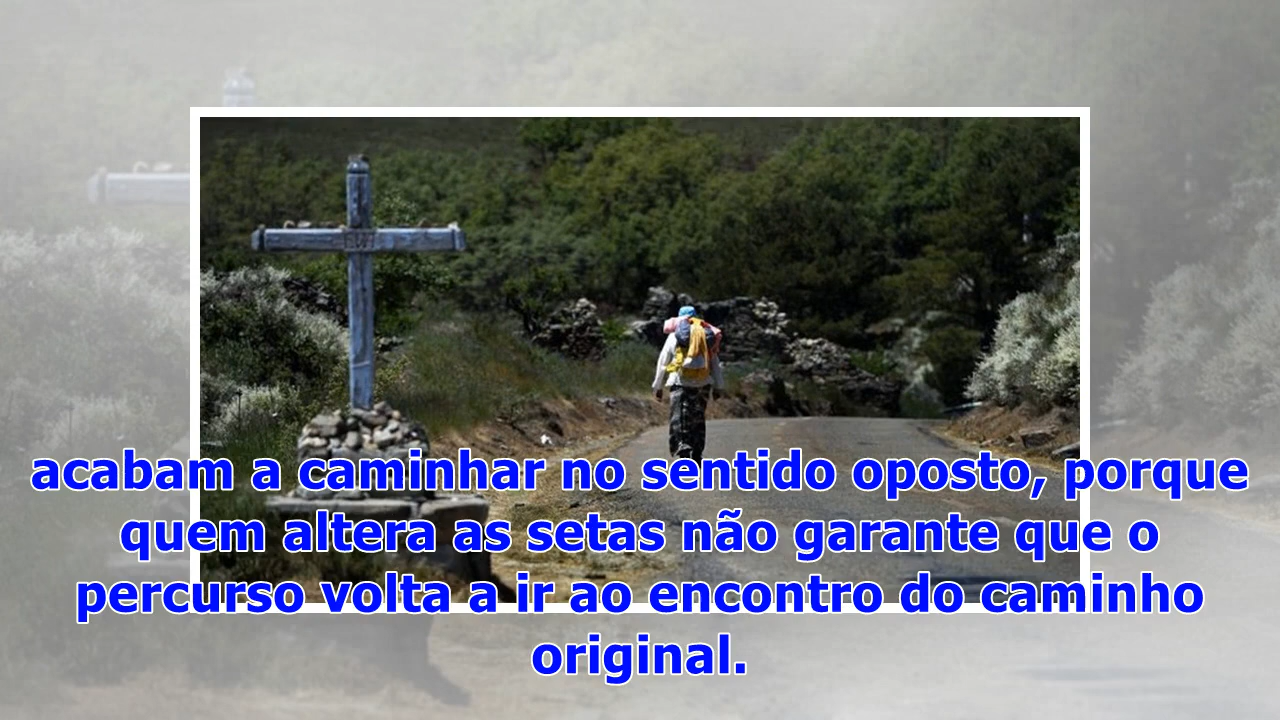 acabam a caminhar no sentido oposto, porque
quem altera as setas não garante que o
percurso volta a ir ao encontro do caminho
original.